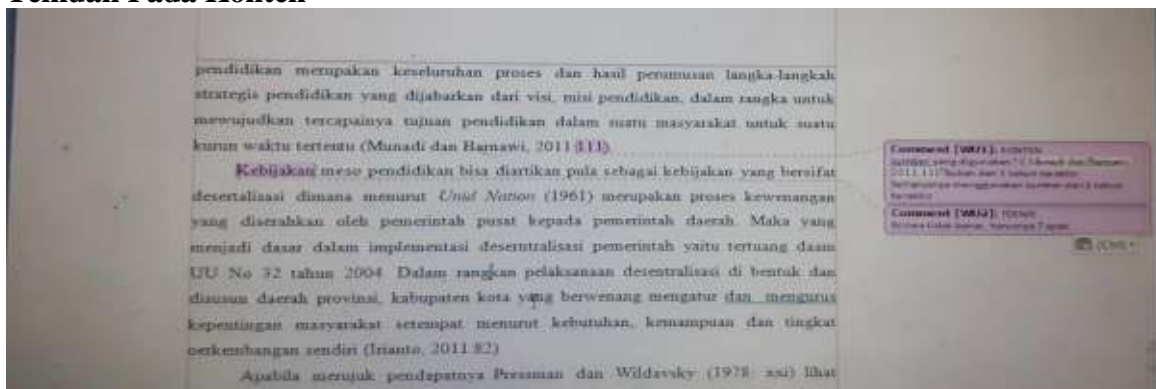 Temuan Pada Konten
pendidikan merupakan keseluruhan proses dan hasil perumusan langka-langkah
strategis pendidikan yang dijabarkan dari visi, misi pendidikan, dalam rangka untuk
mewujudkan tercapainya tujuan pendidikan dalam suatu masyarakat untuk suatu
kurun waktu tertentu (Munadi dan Barnawi, 2011:111).
Kebijakan meso pendidikan bisa diartikan pula sebagai kebijakan yang bersifat
desertalisasi dimana menurut Unid Nation (1961) merupakan proses kewenangan
yang diserahkan oleh pemerintah pusat kepada pemerintah daerah. Maka yang
menjadi dasar dalam implementasi desentralisasi pemerintah yaitu tertuang daam
UU No 32 tahun 2004. Dalam rangkan pelaksanaan desentralisasi di bentuk dan
disusun daerah provinsi, kabupaten kota yang berwenang mengatur dan mengurus
kepentingan masyarakat setempat menurut kebutuhan, kemampuan dan tingkat
perkembangan sendiri (Irianto, 2011:82)
Apabila merujuk pendapatnya Pressman dan Wildavsky (1978: xxi) lihat
Comment [WU1]: KONTEN
yang digunakan
Comment [WU2]: TEKNIS
(Ctrl)